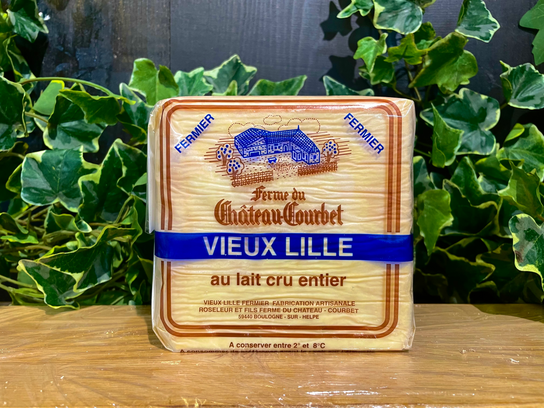 FERMIER
FERMIER
Ferme du
Château-Courbet
VIEUX LILLE
au lait cru entier
VIEUX LILLE FERMIER - FABRICATION ARTISANALE
ROSELEUR ET FILS FERME DU CHATEAU - COURBET
59440 BOULOGNE - SUR - HELPE
A conserver entre 2° et 8°C